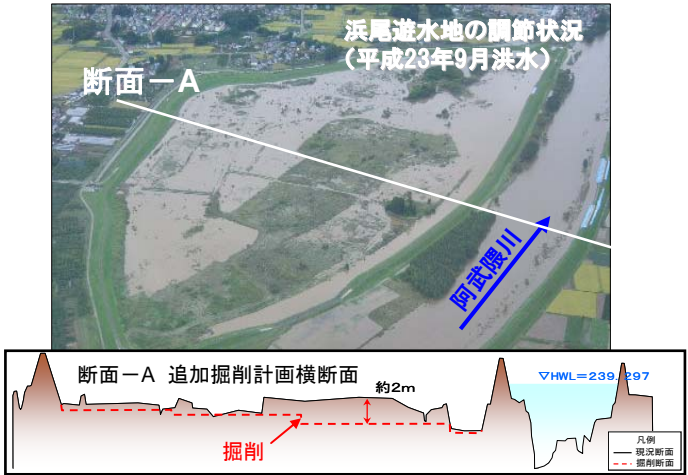 浜尾遊水地の調節状況
（平成23年9月洪水）
断面－A
阿武隈川
断面－A 追加掘削計画横断面
約2m
▽HWL＝239.297
掘削
凡例
現況断面
掘削断面